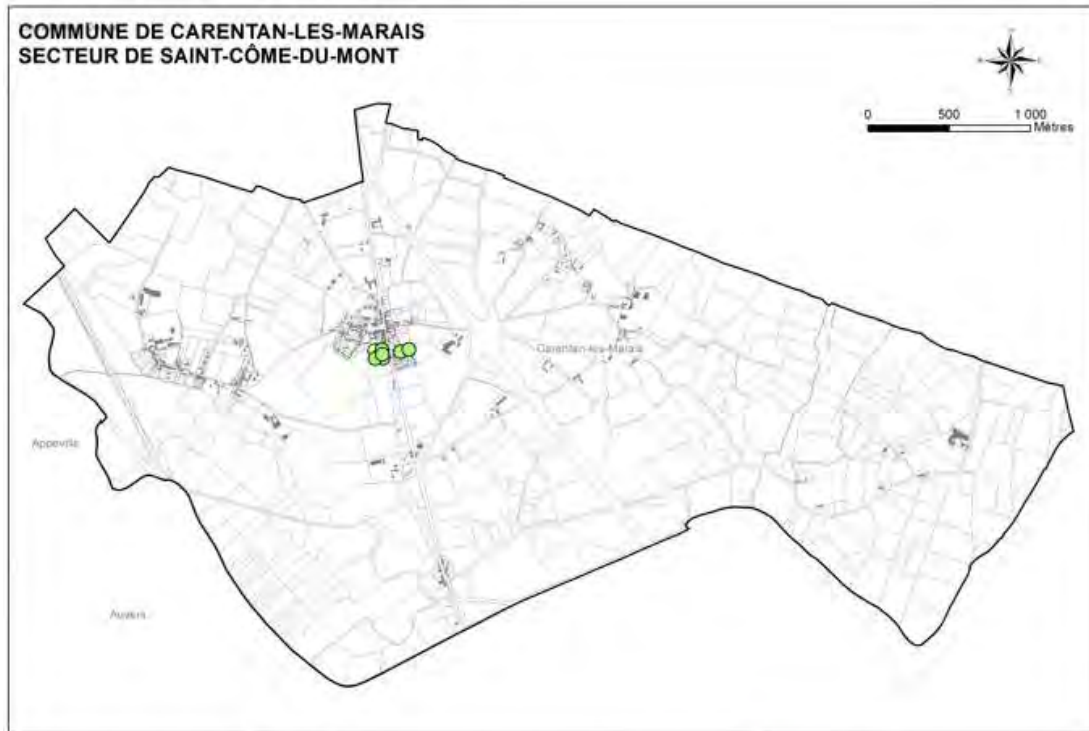 COMMUNE DE CARENTAN-LES-MARAIS
SECTEUR DE SAINT-CÔME-DU-MONT
0 500 1 000
Mètres
Carentan-les-Marais
Appeville
Auvers